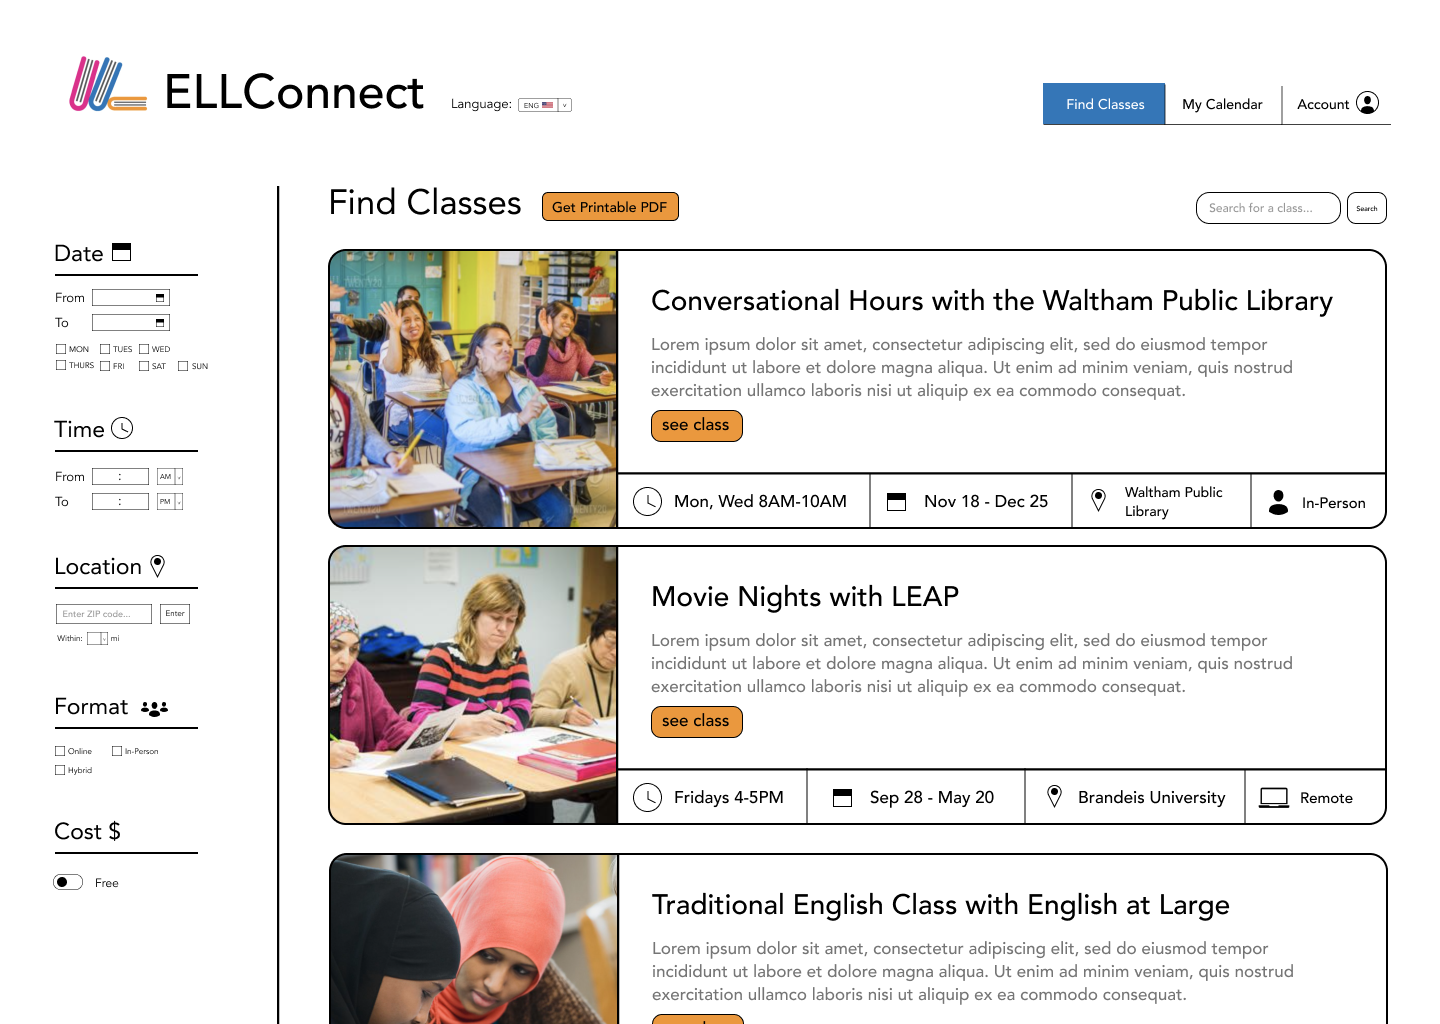 ELLConnect
Language: ENG
Find Classes
My Calendar
Account
Find Classes
Get Printable PDF
Search for a class...
Search
Date
From
To
MON TUES WED
THURS FRI SAT SUN
Time
From : AM
To : PM
Location
Enter ZIP code... Enter
Within: mi
Format
Online In-Person
Hybrid
Cost $
Free
Conversational Hours with the Waltham Public Library
Lorem ipsum dolor sit amet, consectetur adipiscing elit, sed do eiusmod tempor
incididunt ut labore et dolore magna aliqua. Ut enim ad minim veniam, quis nostrud
exercitation ullamco laboris nisi ut aliquip ex ea commodo consequat.
see class
Mon, Wed 8AM-10AM
Nov 18 - Dec 25
Waltham Public
Library
In-Person
Movie Nights with LEAP
Lorem ipsum dolor sit amet, consectetur adipiscing elit, sed do eiusmod tempor
incididunt ut labore et dolore magna aliqua. Ut enim ad minim veniam, quis nostrud
exercitation ullamco laboris nisi ut aliquip ex ea commodo consequat.
see class
Fridays 4-5PM
Sep 28 - May 20
Brandeis University
Remote
Traditional English Class with English at Large
Lorem ipsum dolor sit amet, consectetur adipiscing elit, sed do eiusmod tempor
incididunt ut labore et dolore magna aliqua. Ut enim ad minim veniam, quis nostrud
exercitation ullamco laboris nisi ut aliquip ex ea commodo consequat.